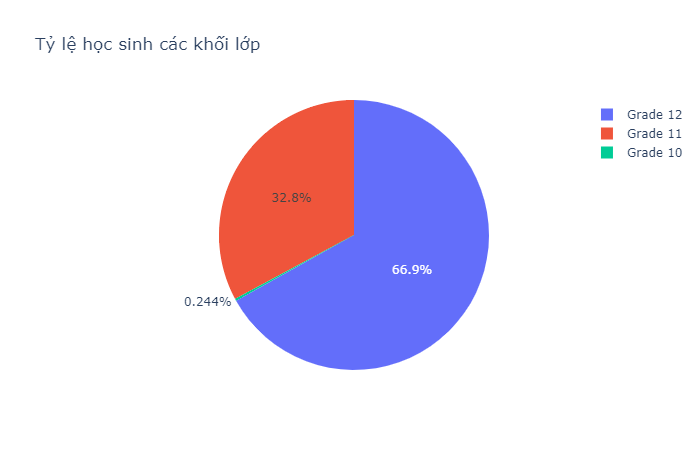 Tỷ lệ học sinh các khối lớp
Grade 12
Grade 11
Grade 10
32.8%
66.9%
0.244%